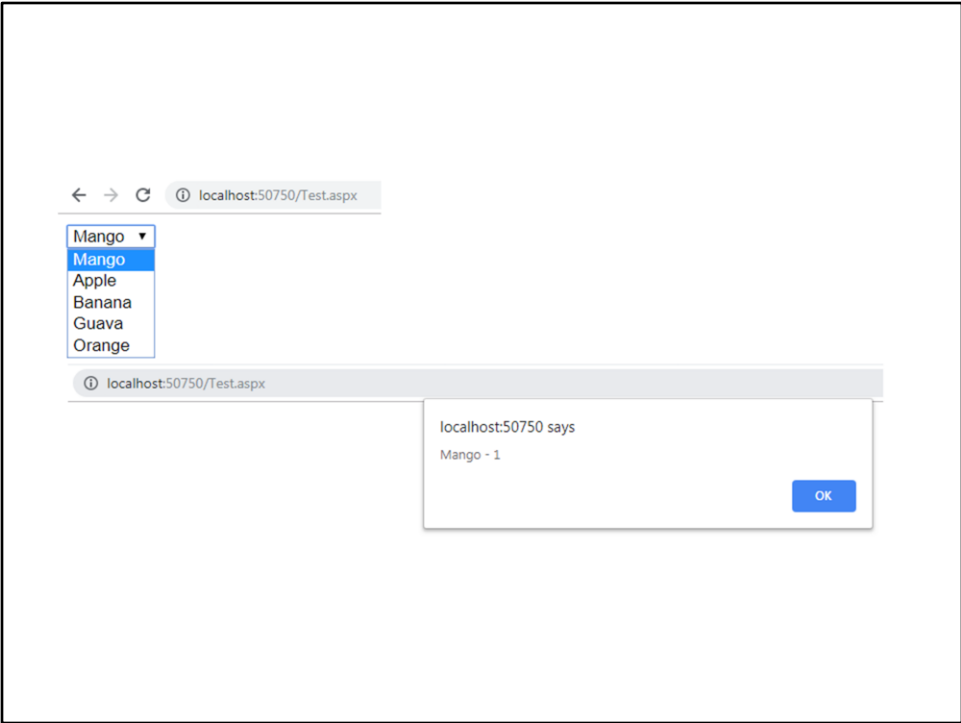 localhost:50750/Test.aspx
Mango
Mango
Apple
Banana
Guava
Orange
localhost:50750/Test.aspx
localhost:50750 says
Mango - 1
OK